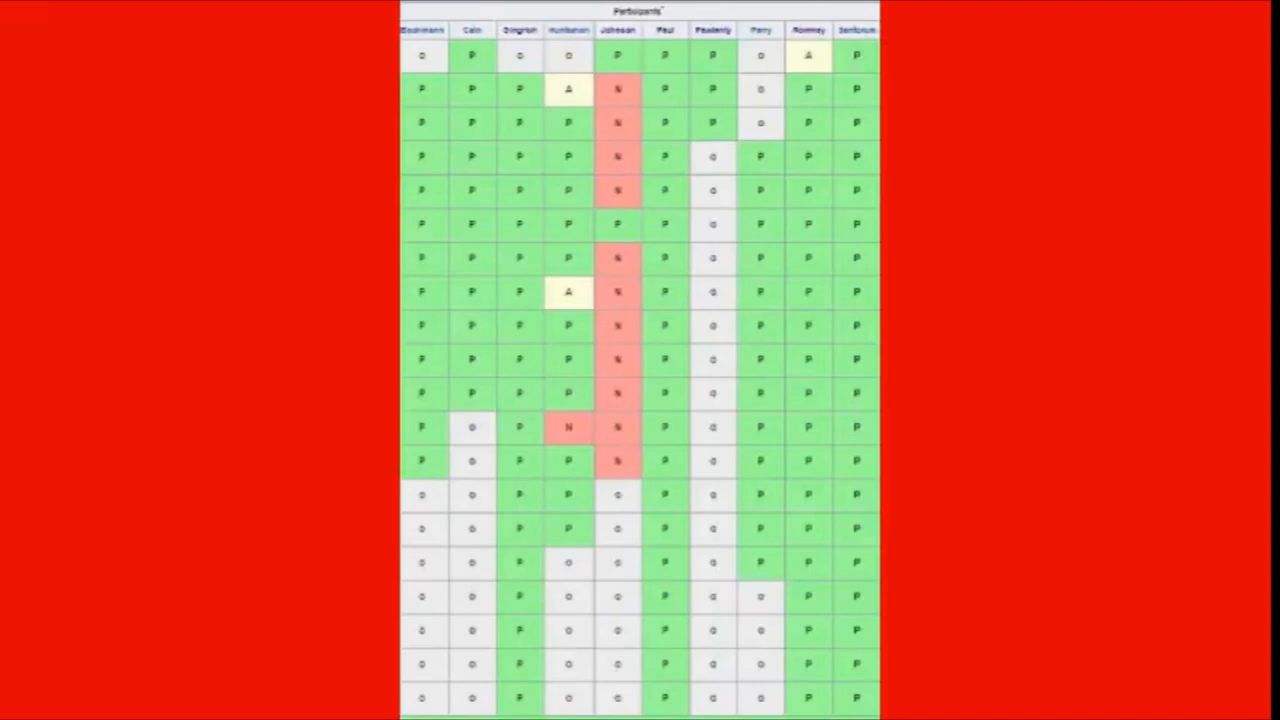 Participants*
Bachmann Cain Gingrich Huntsman Johnson Paul Pawlenty Perry Romney Santorum
O P O O P P P O A P
P P P A N P P O P P
P P P P N P P O P P
P P P P N P O P P P
P P P P N P O P P P
P P P P P P O P P P
P P P P N P O P P P
P P P A N P O P P P
P P P P N P O P P P
P P P P N P O P P P
P P P P N P O P P P
P O P N N P O P P P
P O P P N P O P P P
O O P P O P O P P P
O O P P O P O P P P
O O P O O P O P P P
O O P O O P O O P P
O O P O O P O O P P
O O P O O P O O P P
O O P O O P O O P P